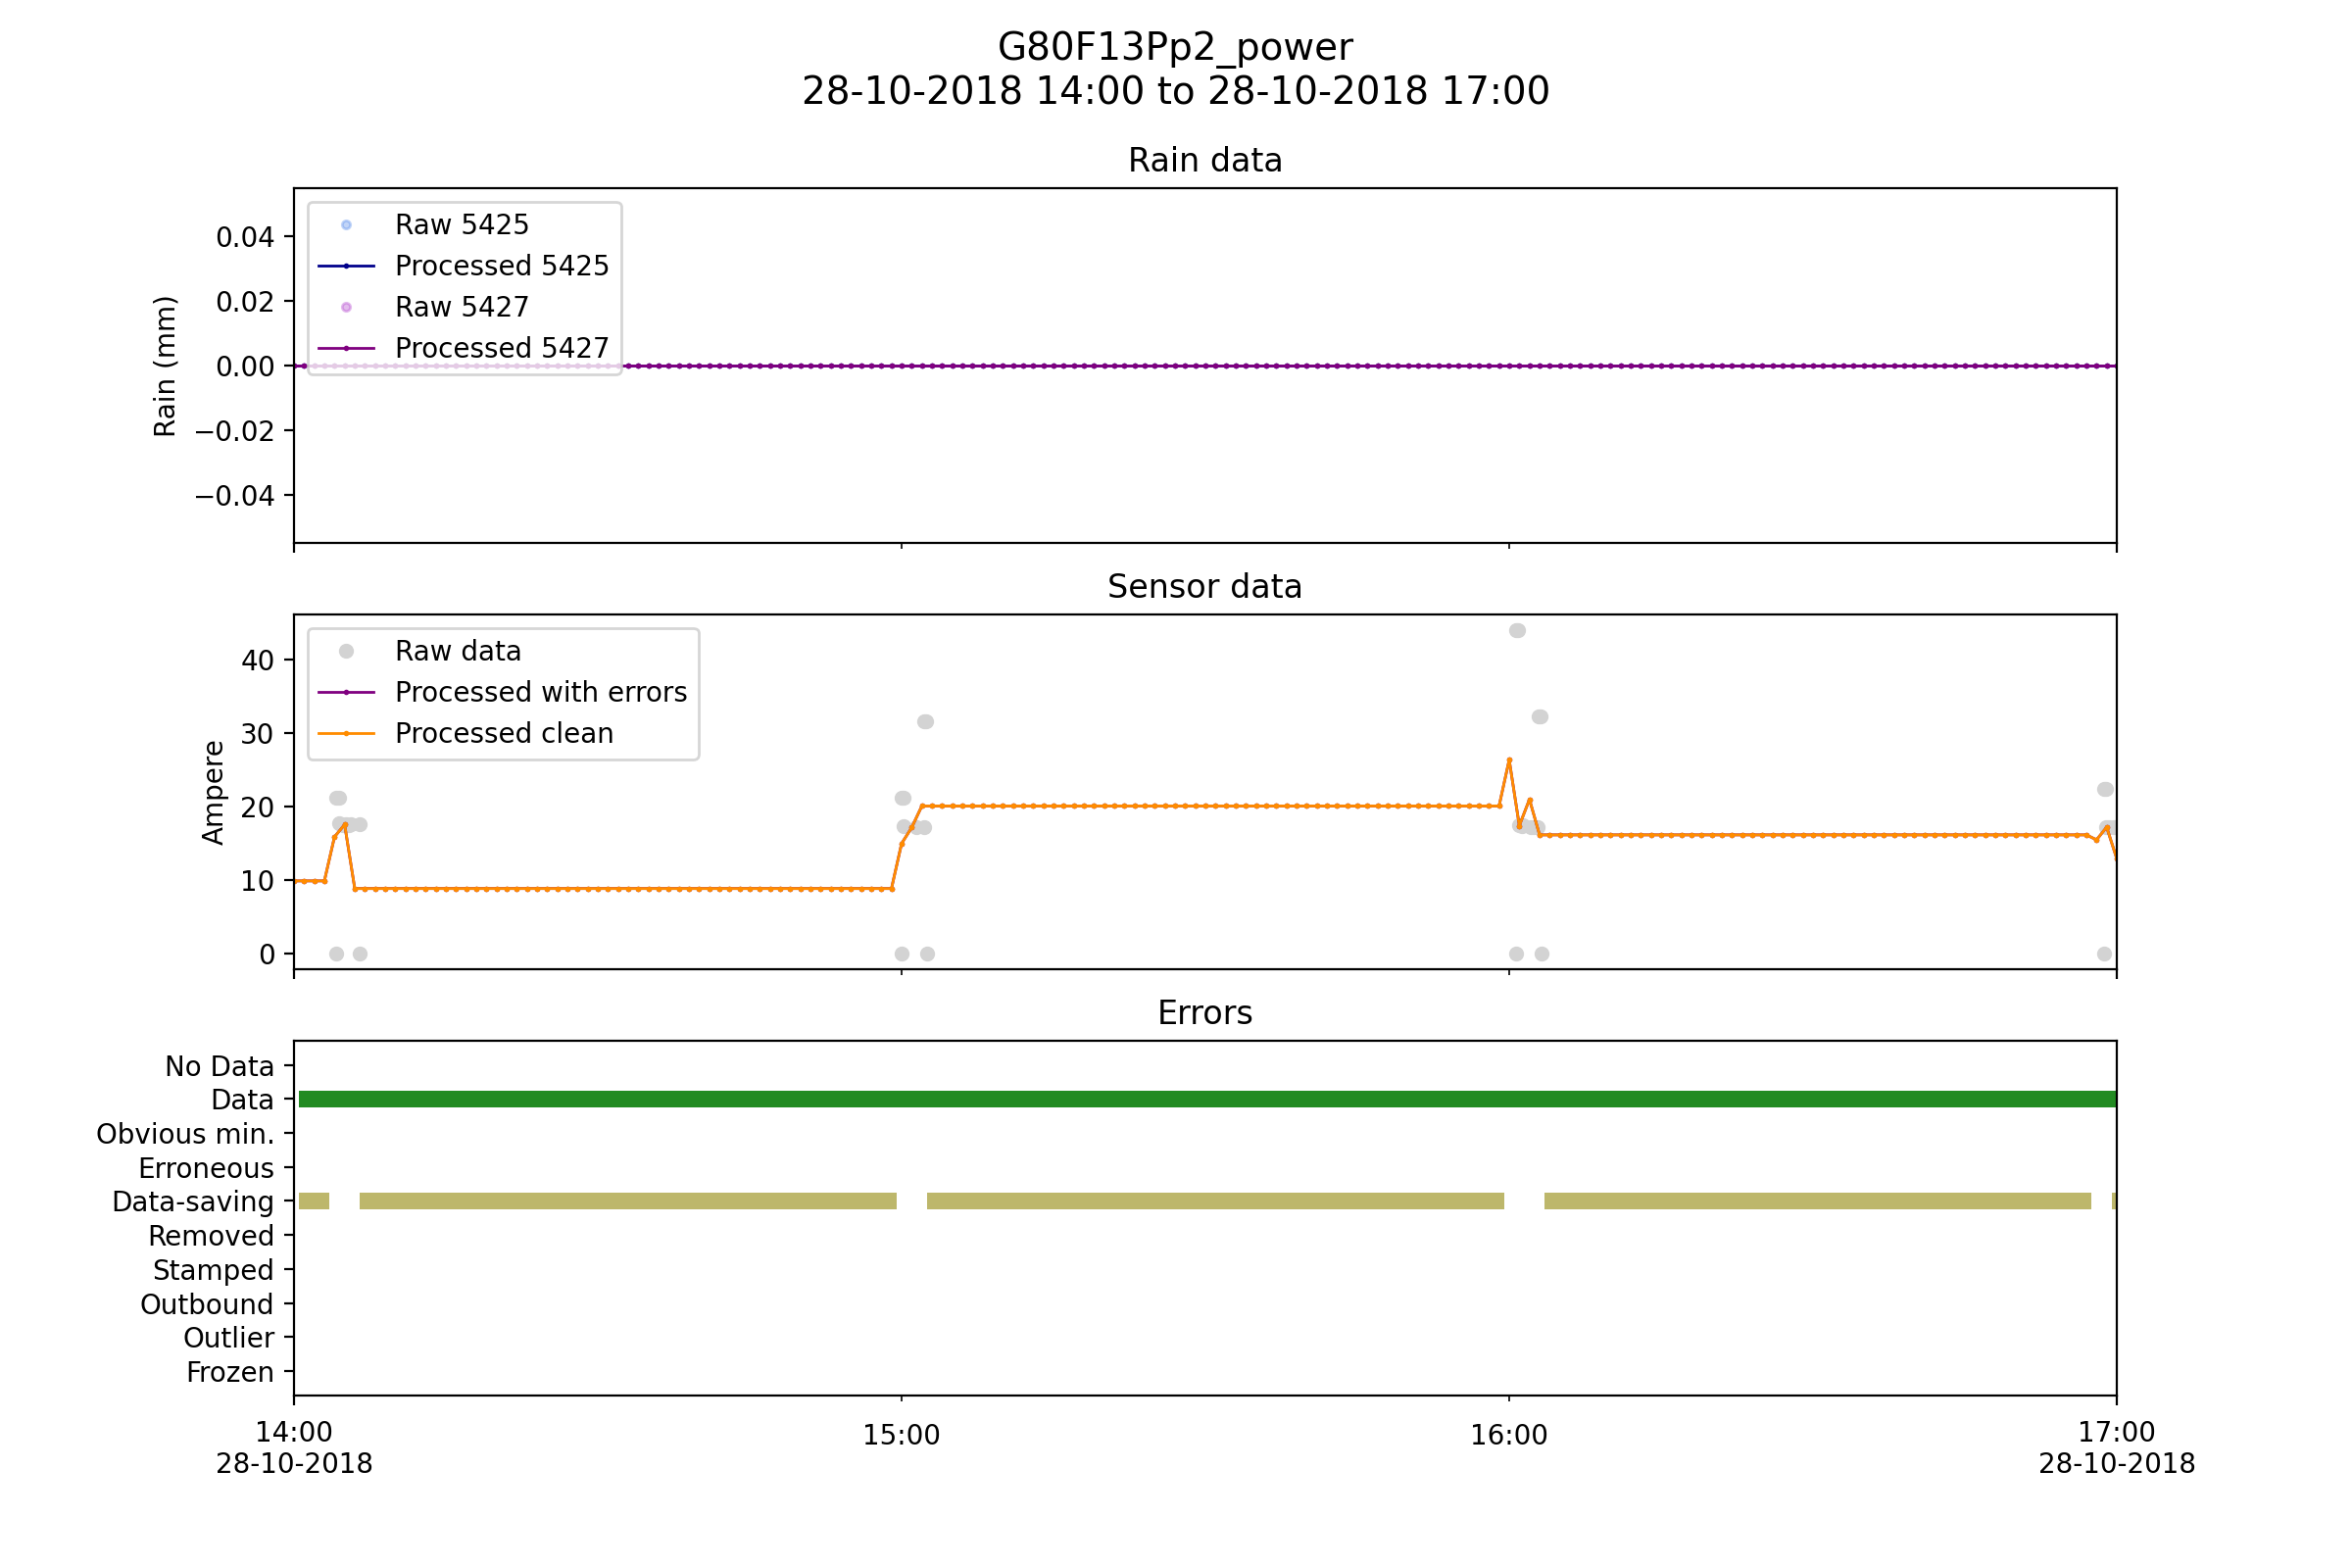 G80F13Pp2_power
28-10-2018 14:00 to 28-10-2018 17:00
Rain data
Rain (mm)
0.04
0.02
0.00
−0.02
−0.04
Raw 5425
Processed 5425
Raw 5427
Processed 5427
Sensor data
Ampere
40
30
20
10
0
Raw data
Processed with errors
Processed clean
Errors
No Data
Data
Obvious min.
Erroneous
Data-saving
Removed
Stamped
Outbound
Outlier
Frozen
14:00
28-10-2018
15:00
16:00
17:00
28-10-2018